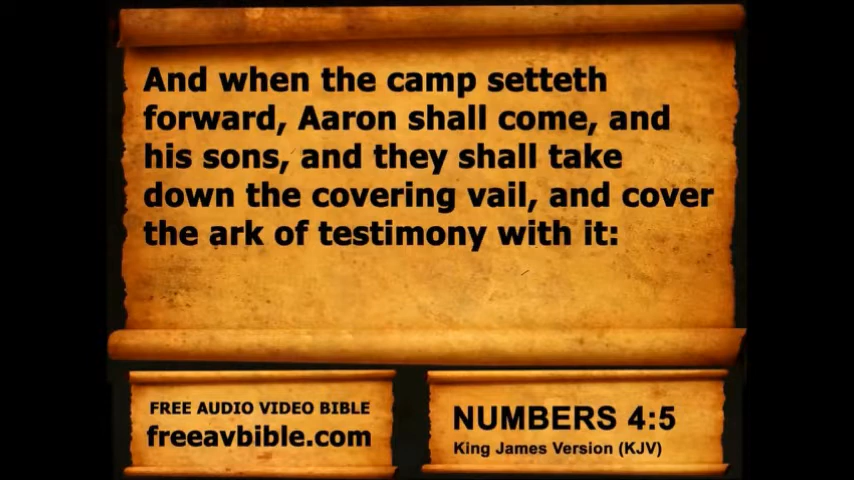 And when the camp setteth
forward, Aaron shall come, and
his sons, and they shall take
down the covering vail, and cover
the ark of testimony with it:
FREE AUDIO VIDEO BIBLE
freeavbible.com
NUMBERS 4:5
King James Version (KJV)